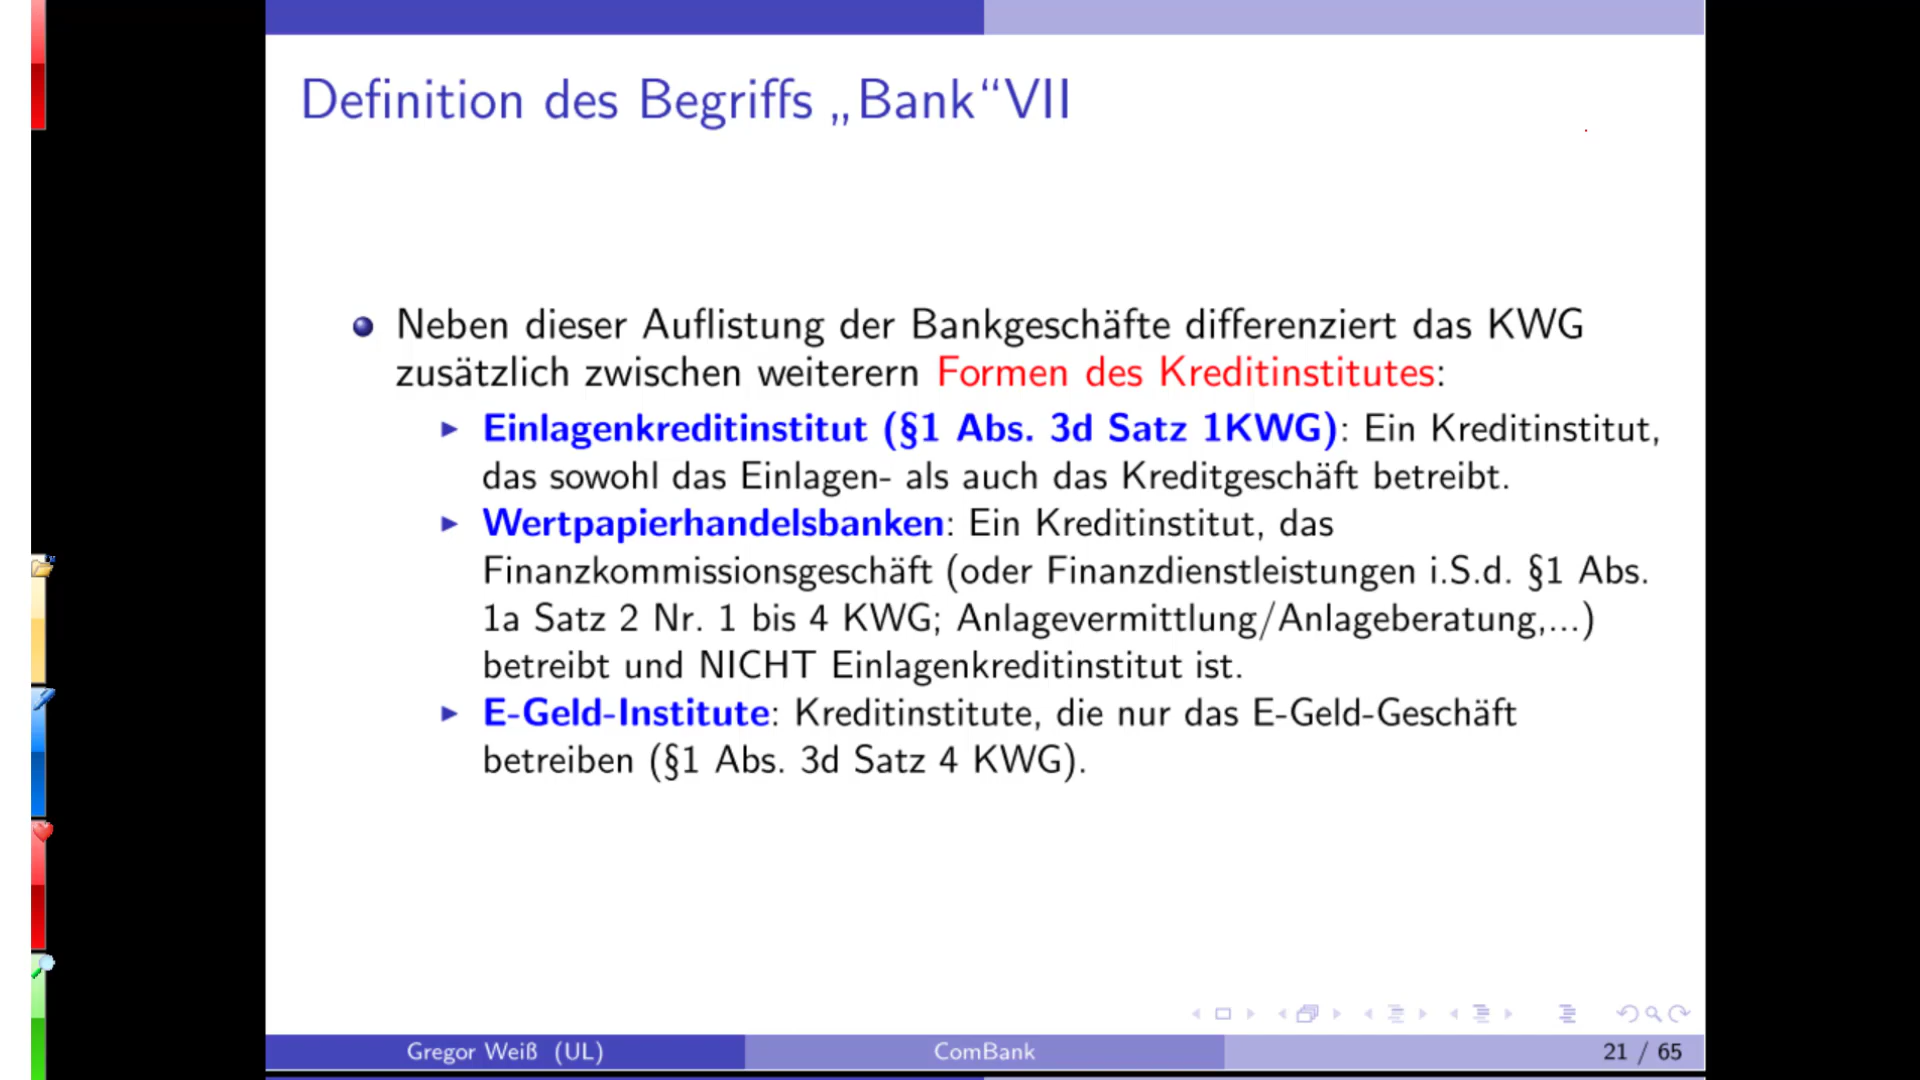 Definition des Begriffs „Bank“VII
Neben dieser Auflistung der Bankgeschäfte differenziert das KWG
zusätzlich zwischen weiterern Formen des Kreditinstitutes:
Einlagenkreditinstitut (§1 Abs. 3d Satz 1KWG): Ein Kreditinstitut,
das sowohl das Einlagen- als auch das Kreditgeschäft betreibt.
Wertpapierhandelsbanken: Ein Kreditinstitut, das
Finanzkommissionsgeschäft (oder Finanzdienstleistungen i.S.d. §1 Abs.
1a Satz 2 Nr. 1 bis 4 KWG; Anlagevermittlung/Anlageberatung,...)
betreibt und NICHT Einlagenkreditinstitut ist.
E-Geld-Institute: Kreditinstitute, die nur das E-Geld-Geschäft
betreiben (§1 Abs. 3d Satz 4 KWG).
Gregor Weiß (UL) ComBank 21 / 65